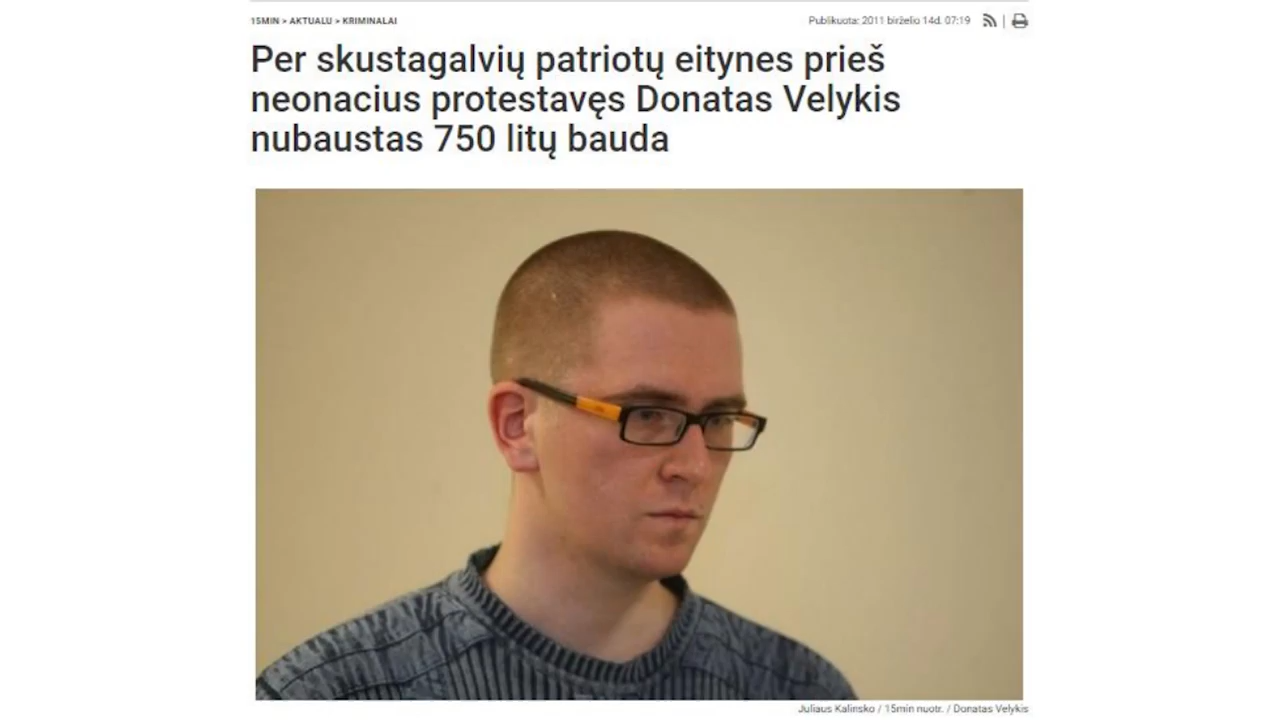 15MIN > AKTUALU > KRIMINALAI
Publikuota: 2011 birželio 14d. 07:19
Per skustagalvių patriotų eitynes prieš
neonacius protestavęs Donatas Velykis
nubaustas 750 litų bauda
Juliaus Kalinsko / 15min nuotr. / Donatas Velykis